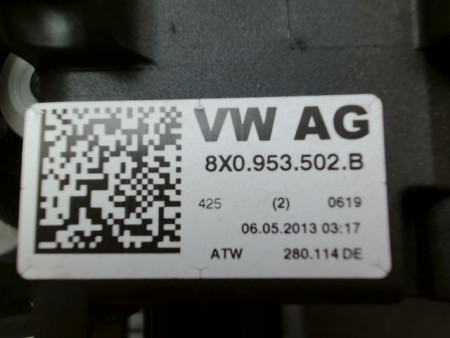 VW AG
8X0.953.502.B
425 (2) 0619
06.05.2013 03:17
ATW 280.114 DE